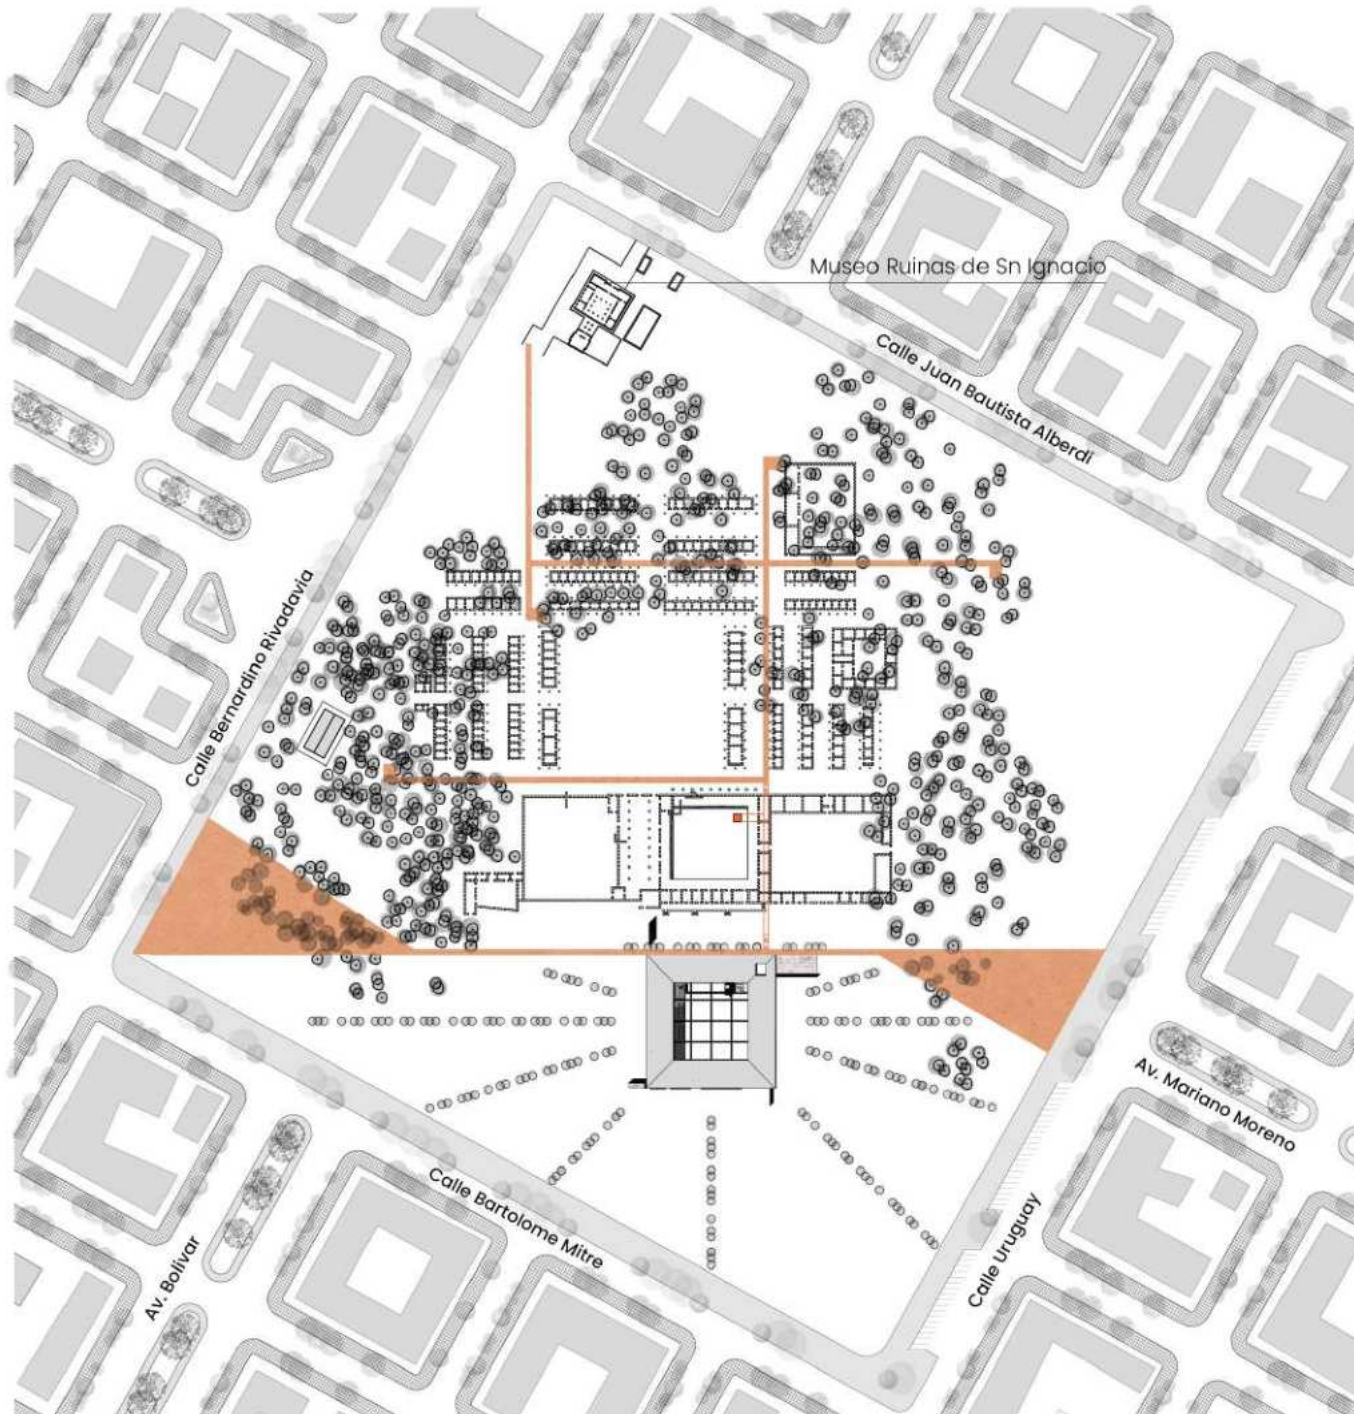 Museo Ruinas de Sn Ignacio
Calle Juan Bautista Alberdi
Calle Bernardino Rivadavia
Av. Mariano Moreno
Calle Bartolome Mitre
Calle Uruguay
Av. Bolivar